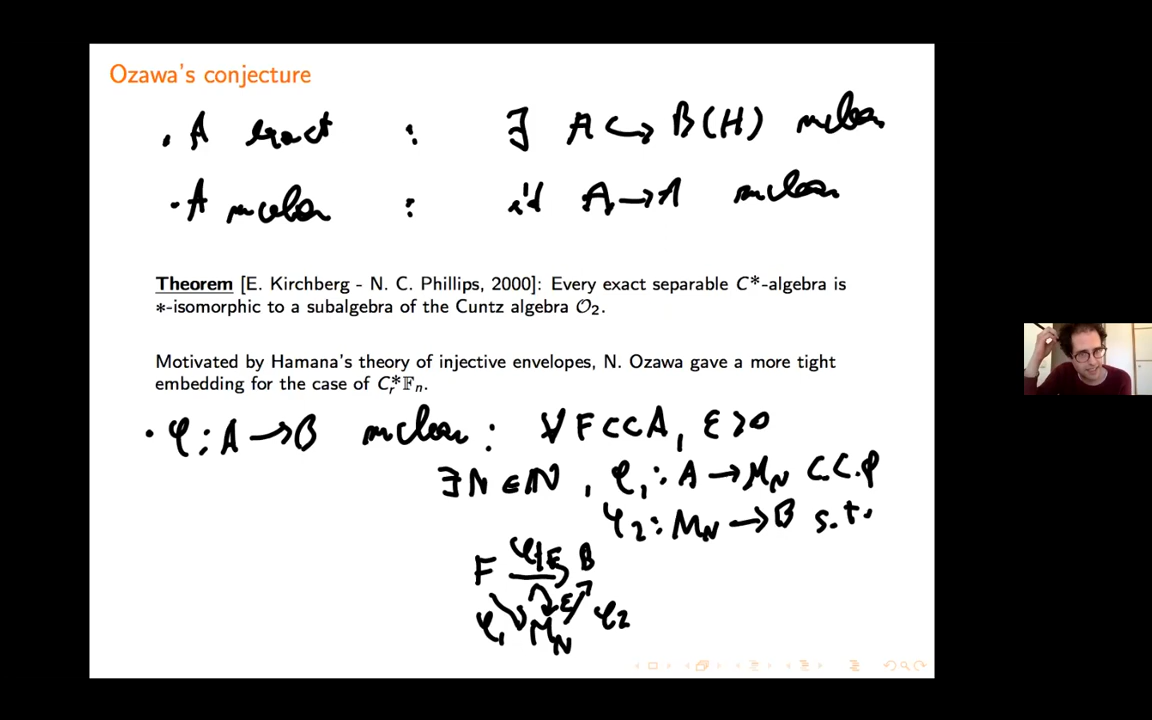 Ozawa's conjecture
· A exact : ∃ A ↪ B(H) nuclear
· A nuclear : id A → A nuclear
Theorem [E. Kirchberg - N. C. Phillips, 2000]: Every exact separable C*-algebra is
∗-isomorphic to a subalgebra of the Cuntz algebra O₂.
Motivated by Hamana's theory of injective envelopes, N. Ozawa gave a more tight
embedding for the case of C*ᵣ𝔽ₙ.
· φ : A → B nuclear : ∀ F ⊂⊂ A, ε > 0
∃ N ∈ ℕ , φ₁ : A → M_N C.C.P
φ₂ : M_N → B s.t.
F φ|F B
φ₁ ε φ₂
M_N